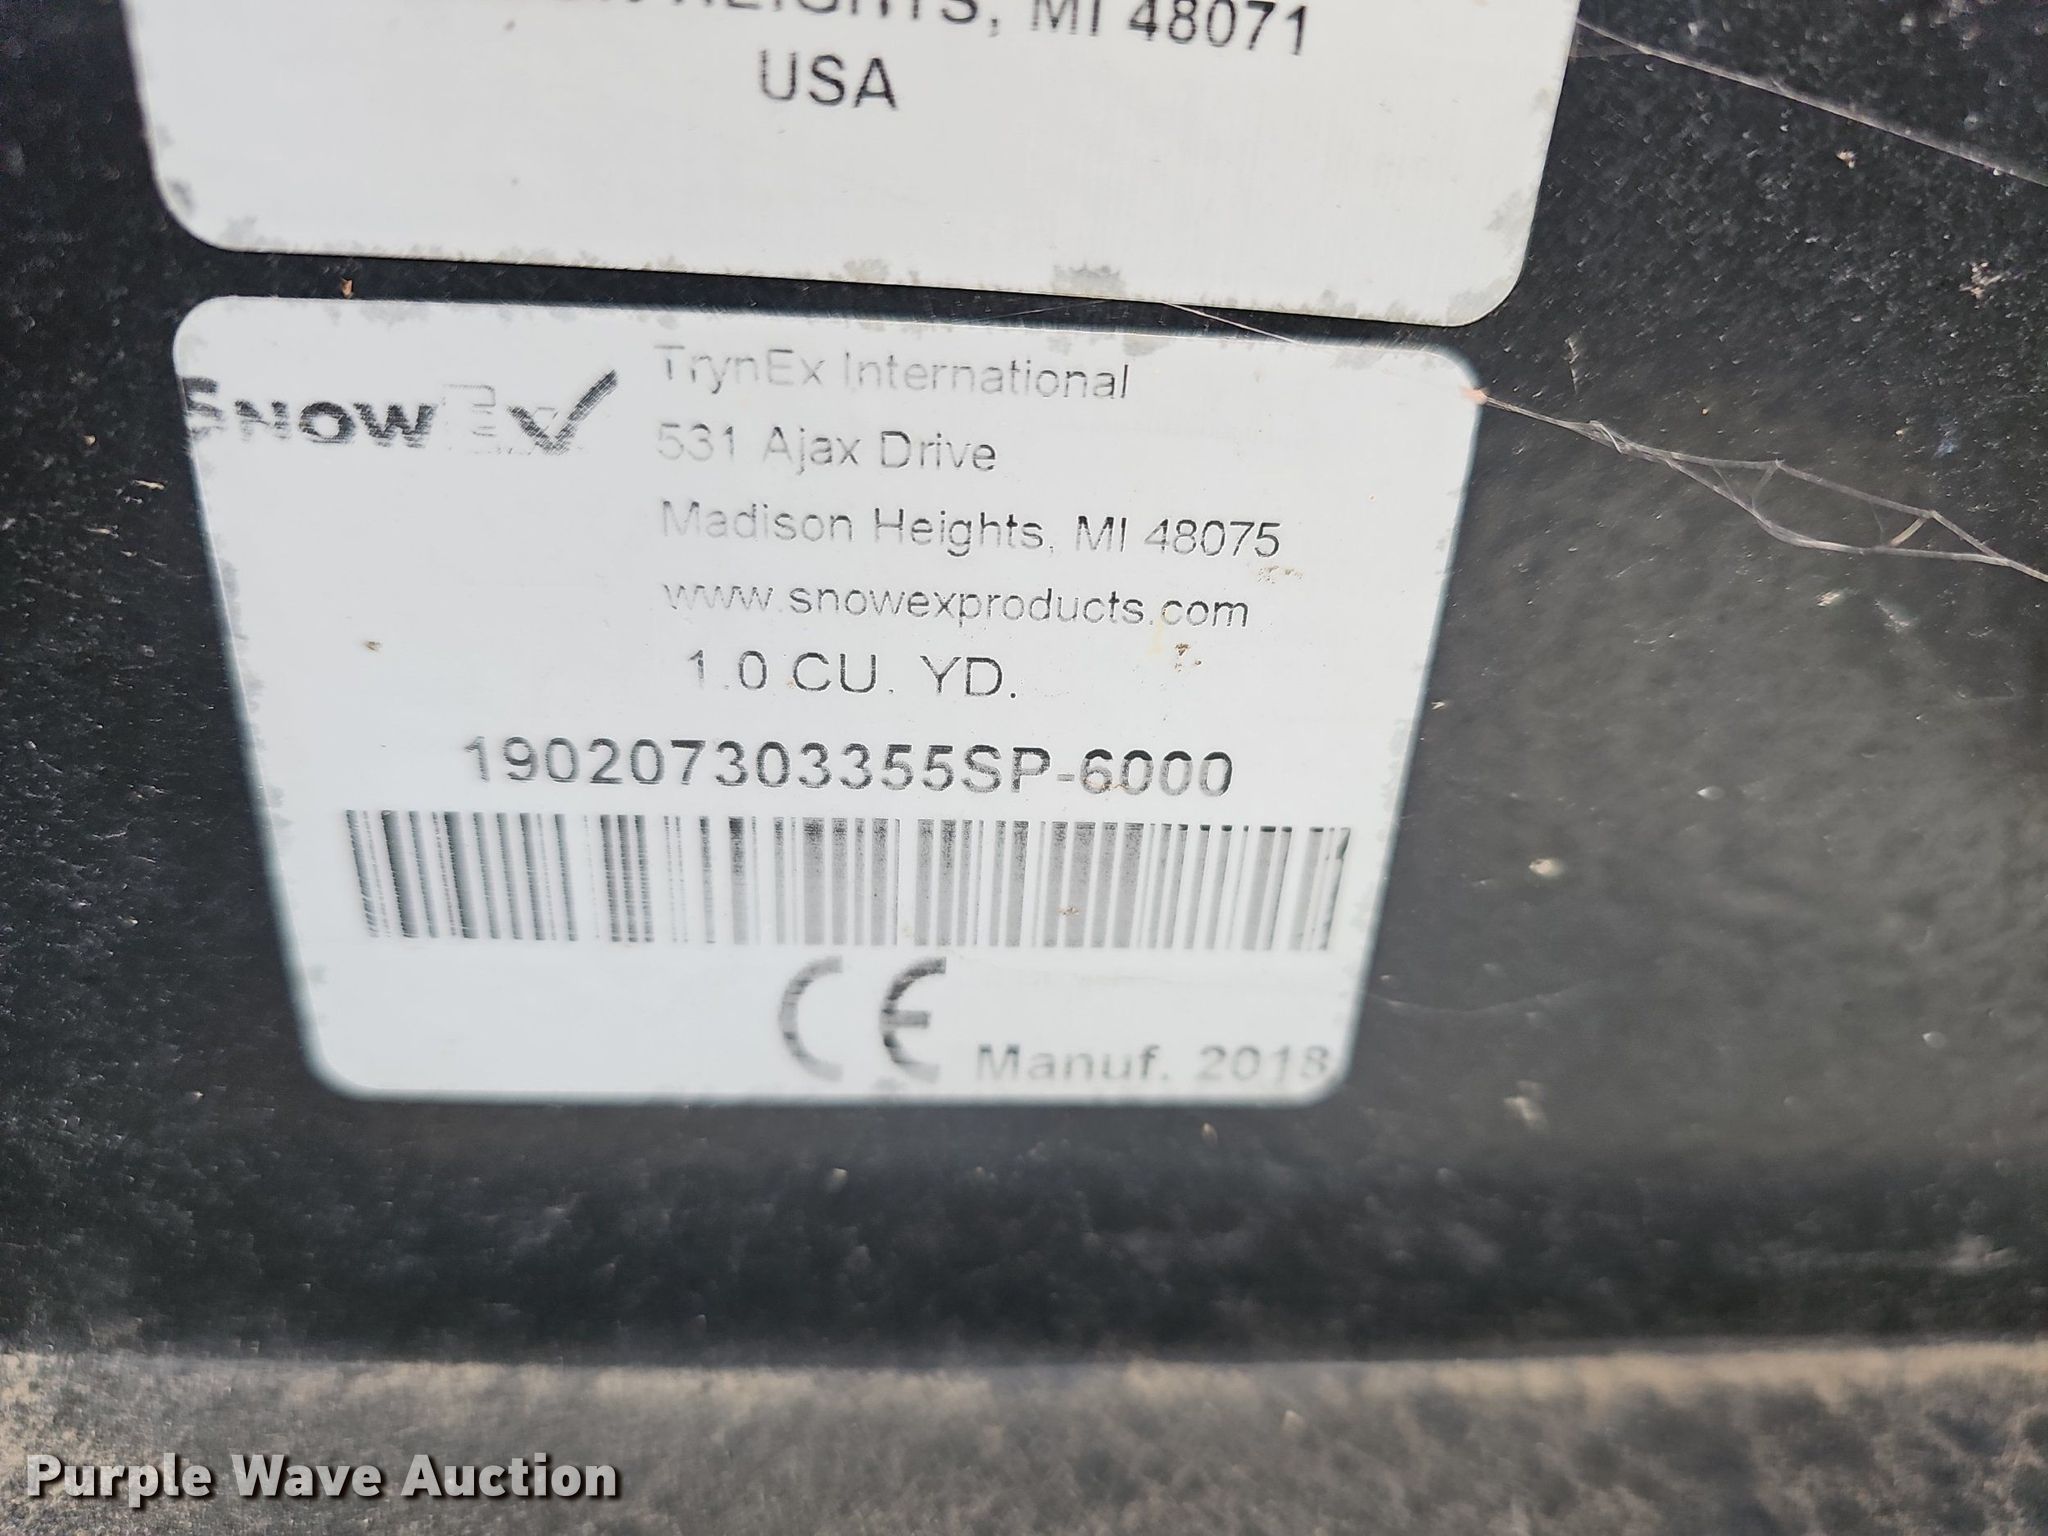 HEIGHTS, MI 48071
USA
SNOWEX
TrynEx International
531 Ajax Drive
Madison Heights, MI 48075
www.snowexproducts.com
1.0 CU. YD.
190207303355SP-6000
CE
Manuf. 2018
Purple Wave Auction